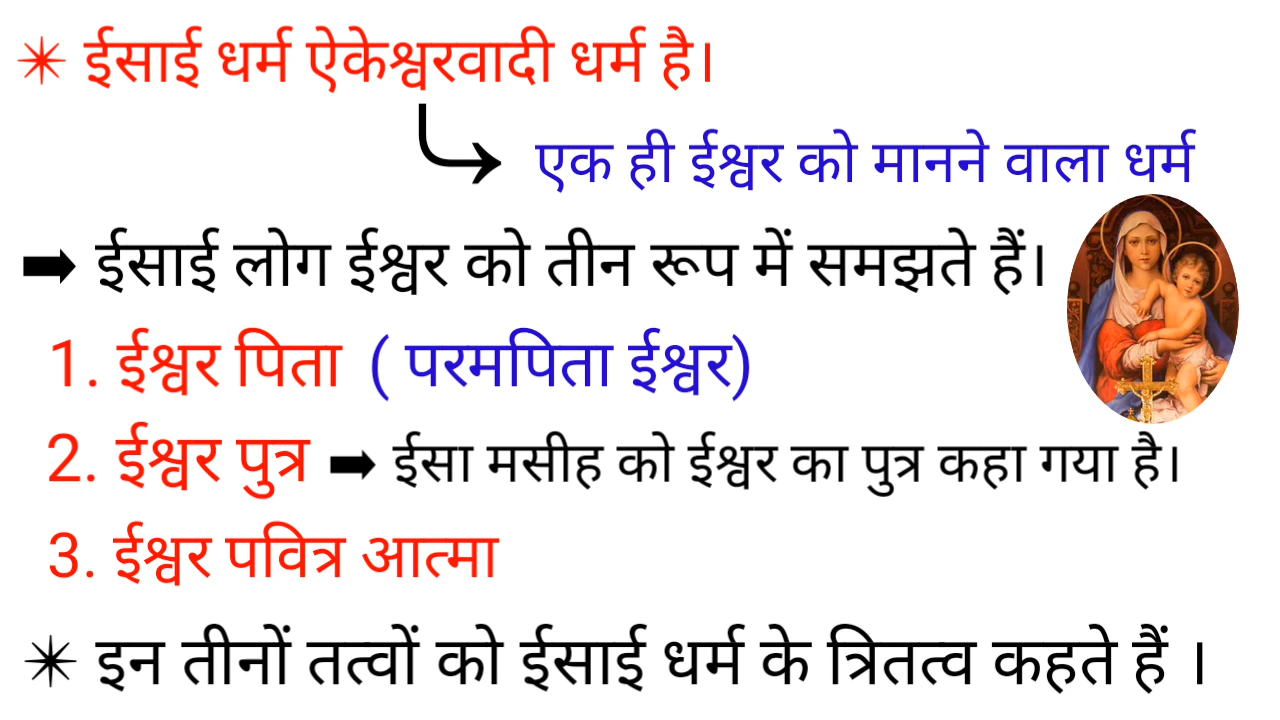 ✴ ईसाई धर्म ऐकेश्वरवादी धर्म है।
एक ही ईश्वर को मानने वाला धर्म
➡ ईसाई लोग ईश्वर को तीन रूप में समझते हैं।
1. ईश्वर पिता ( परमपिता ईश्वर)
2. ईश्वर पुत्र ➡ ईसा मसीह को ईश्वर का पुत्र कहा गया है।
3. ईश्वर पवित्र आत्मा
✴ इन तीनों तत्वों को ईसाई धर्म के त्रितत्व कहते हैं ।